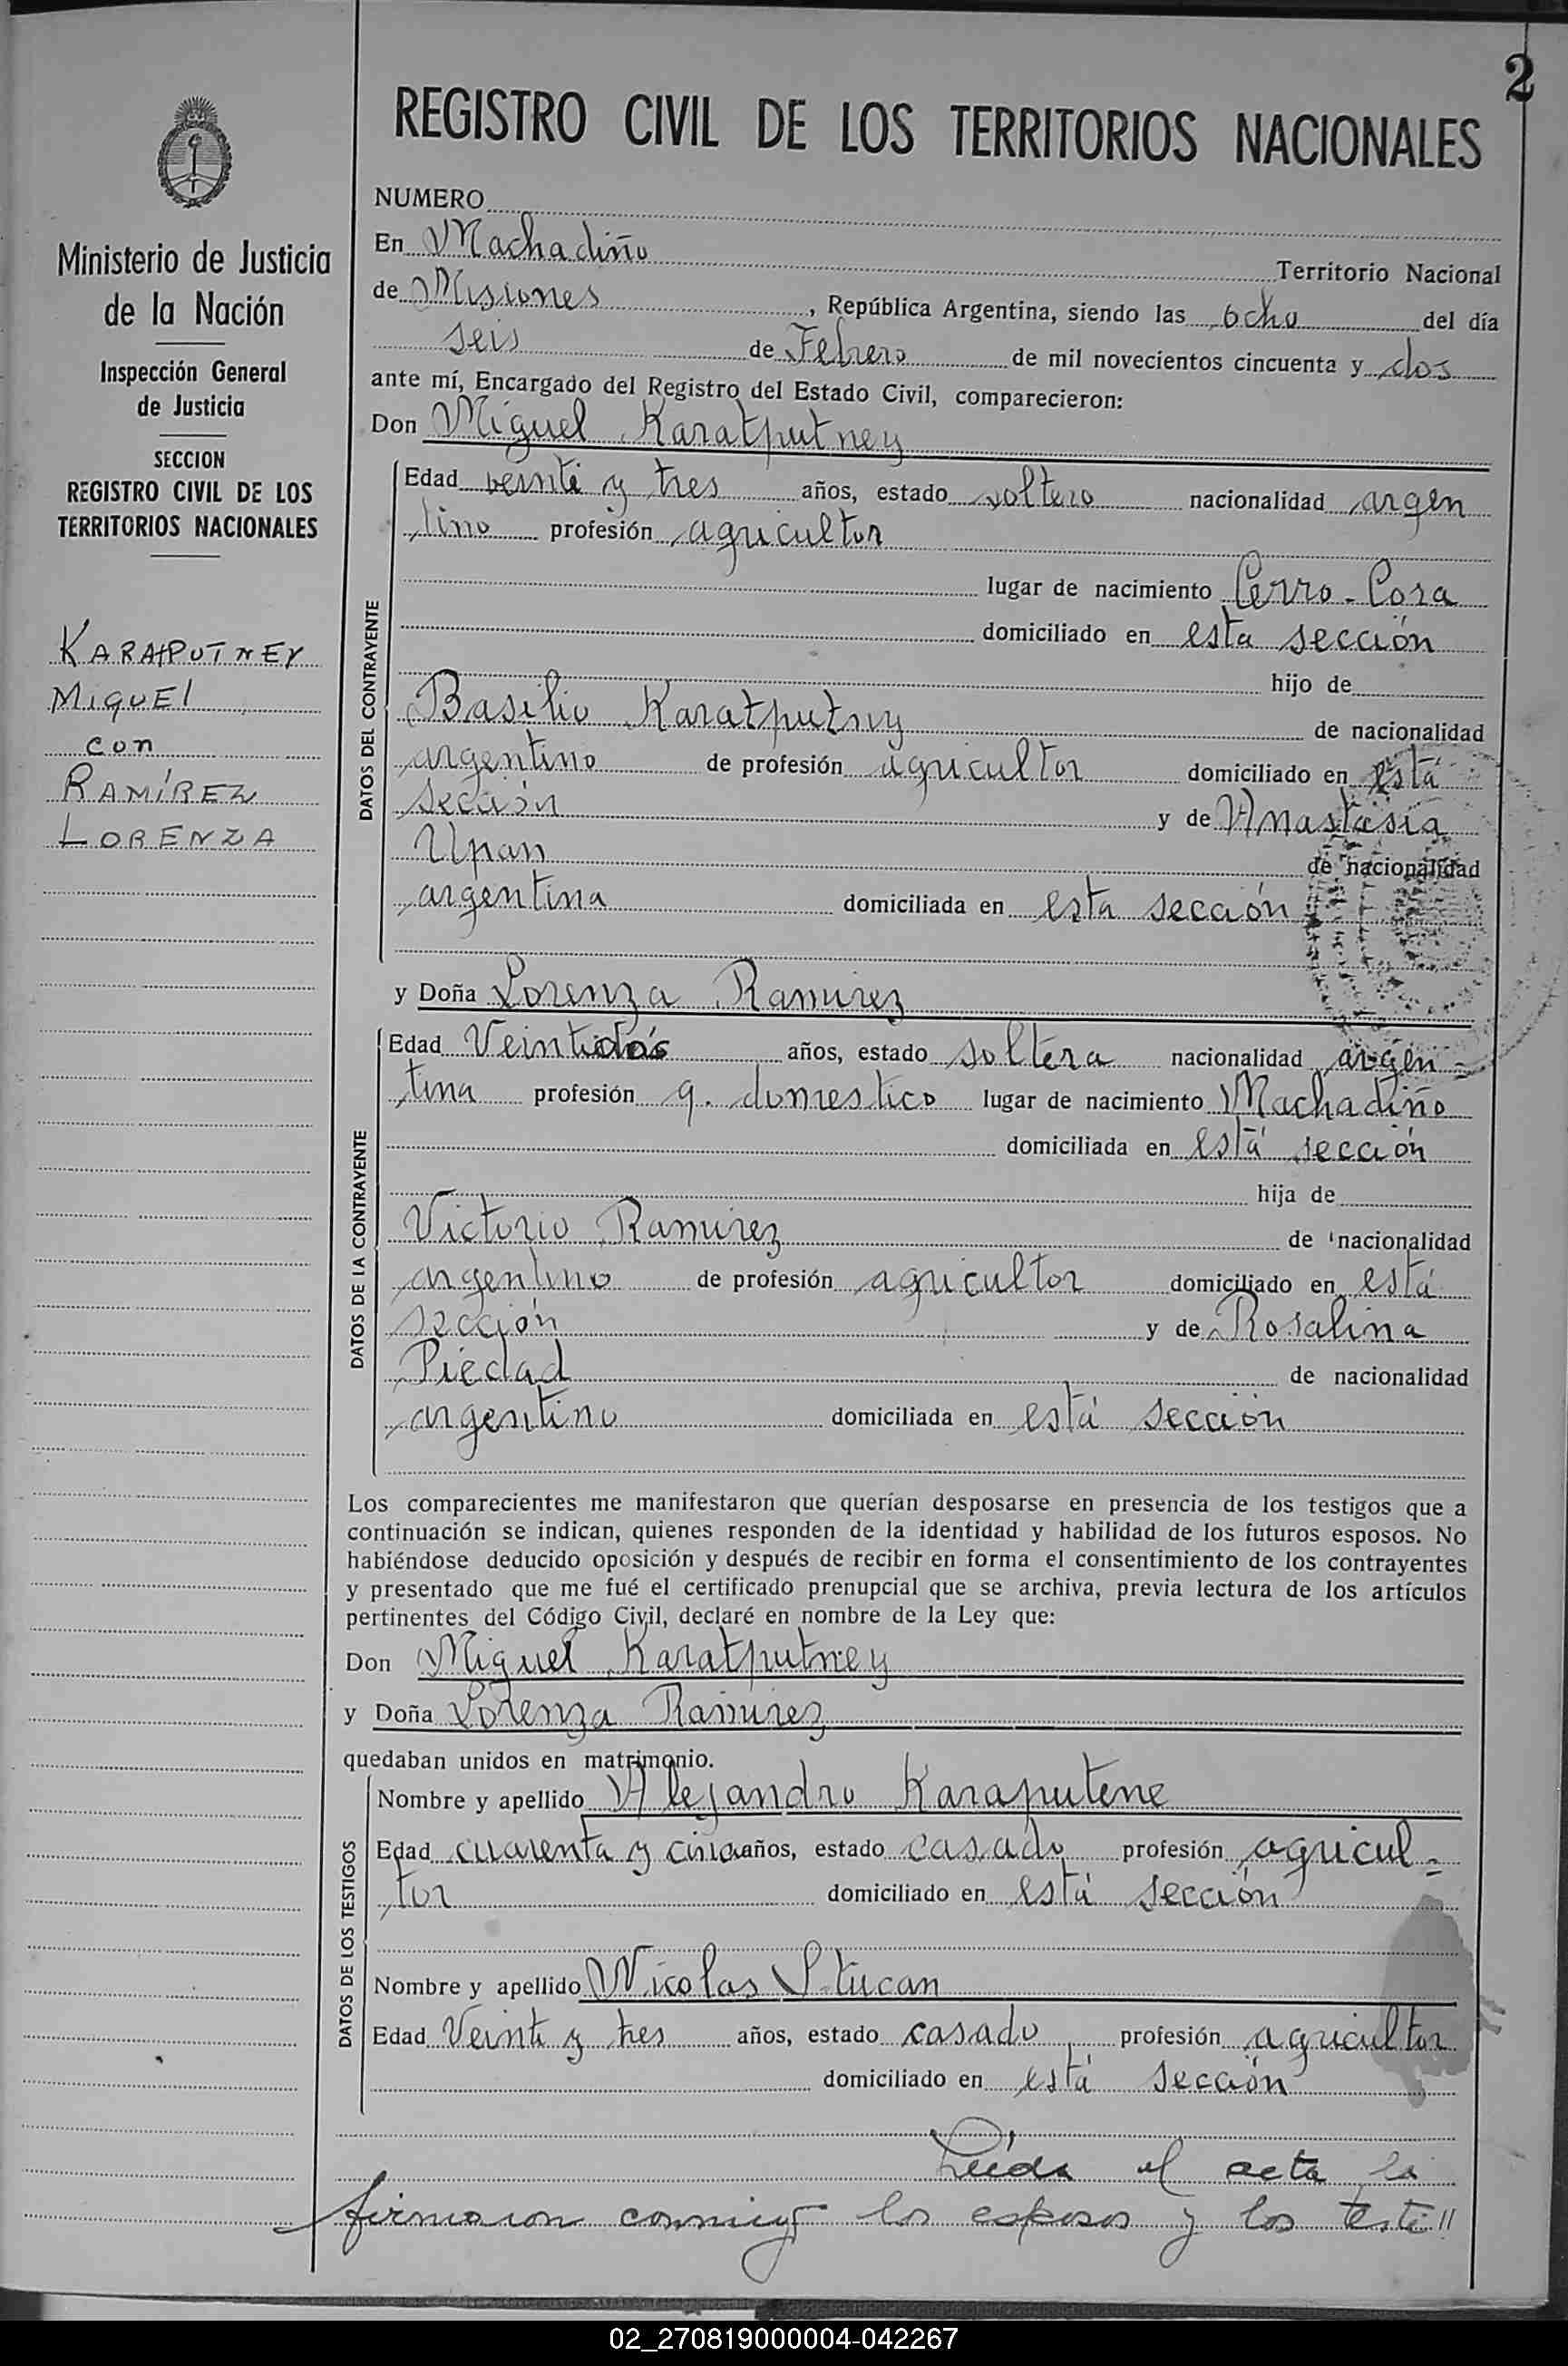 2
REGISTRO CIVIL DE LOS TERRITORIOS NACIONALES
Ministerio de Justicia
de la Nación
Inspección General
de Justicia
SECCION
REGISTRO CIVIL DE LOS
TERRITORIOS NACIONALES
KARATPUTNEY
MIGUEL
con
RAMÍREZ
LORENZA
NUMERO
En Machadiño Territorio Nacional
de Misiones, República Argentina, siendo las ocho del día
seis de Febrero de mil novecientos cincuenta y dos
ante mí, Encargado del Registro del Estado Civil, comparecieron:
Don Miguel Karatputney
DATOS DEL CONTRAYENTE
Edad veinte y tres años, estado soltero nacionalidad argen
tino profesión agricultor
lugar de nacimiento Cerro-Cora
domiciliado en esta sección
hijo de
Basilio Karatputney de nacionalidad
argentino de profesión agricultor domiciliado en está
sección y de Anastasia
Upan de nacionalidad
argentina domiciliada en esta sección
y Doña Lorenza Ramirez
DATOS DE LA CONTRAYENTE
Edad Veintidós años, estado soltera nacionalidad argen-
tina profesión q. domestico lugar de nacimiento Machadiño
domiciliada en está sección
hija de
Victorio Ramirez de nacionalidad
argentino de profesión agricultor domiciliado en está
sección y de Rosalina
Piedad de nacionalidad
argentino domiciliada en está sección
Los comparecientes me manifestaron que querían desposarse en presencia de los testigos que a
continuación se indican, quienes responden de la identidad y habilidad de los futuros esposos. No
habiéndose deducido oposición y después de recibir en forma el consentimiento de los contrayentes
y presentado que me fué el certificado prenupcial que se archiva, previa lectura de los artículos
pertinentes del Código Civil, declaré en nombre de la Ley que:
Don Miguel Karatputney
y Doña Lorenza Ramirez
quedaban unidos en matrimonio.
DATOS DE LOS TESTIGOS
Nombre y apellido Alejandro Karaputene
Edad cuarenta y cinco años, estado casado profesión agricul-
tor domiciliado en está sección
Nombre y apellido Nicolas Stucan
Edad Veinte y tres años, estado casado profesión agricultor
domiciliado en está sección
Leída el acta la
firmaron conmigo los esposos y los testi//
02_270819000004-042267